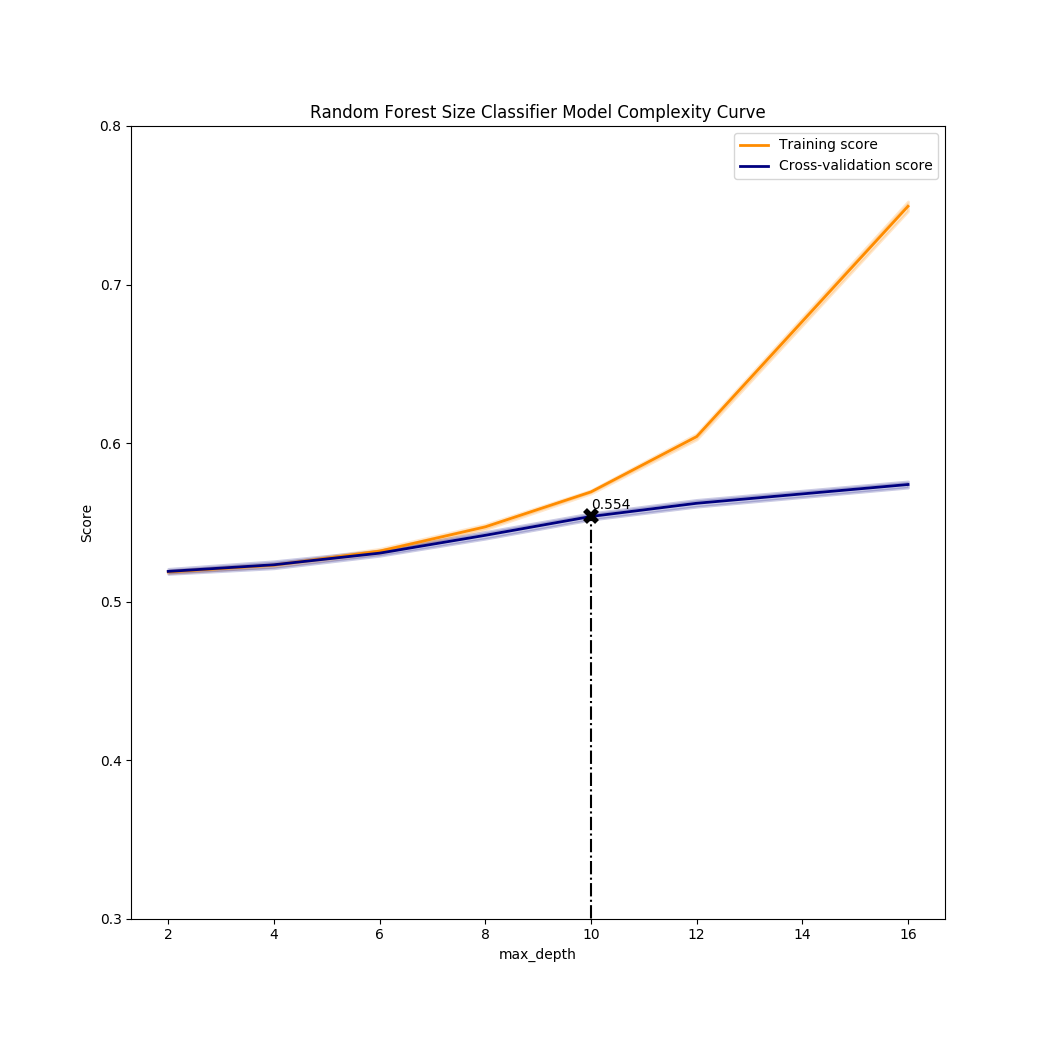 Random Forest Size Classifier Model Complexity Curve
0.8
Training score
Cross-validation score
0.7
0.6
0.554
Score
0.5
0.4
0.3
2 4 6 8 10 12 14 16
max_depth